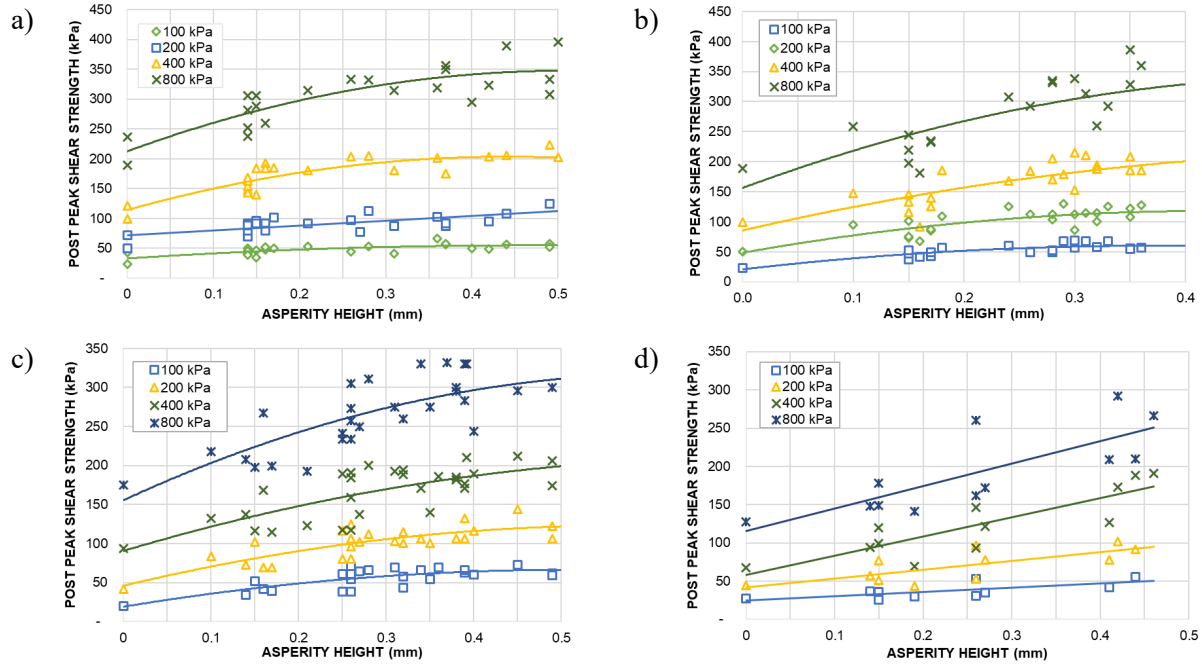 a)
POST PEAK SHEAR STRENGTH (kPa)
450
400
350
300
250
200
150
100
50
-
100 kPa
200 kPa
400 kPa
800 kPa
0
0.1
0.2
0.3
0.4
0.5
ASPERITY HEIGHT (mm)
b)
POST PEAK SHEAR STRENGTH (kPa)
450
400
350
300
250
200
150
100
50
-
100 kPa
200 kPa
400 kPa
800 kPa
0.0
0.1
0.2
0.3
0.4
ASPERITY HEIGHT (mm)
c)
POST PEAK SHEAR STRENGTH (kPa)
350
300
250
200
150
100
50
-
100 kPa
200 kPa
400 kPa
800 kPa
0
0.1
0.2
0.3
0.4
0.5
ASPERITY HEIGHT (mm)
d)
POST PEAK SHEAR STRENGTH (kPa)
350
300
250
200
150
100
50
-
100 kPa
200 kPa
400 kPa
800 kPa
0
0.1
0.2
0.3
0.4
0.5
ASPERITY HEIGHT (mm)